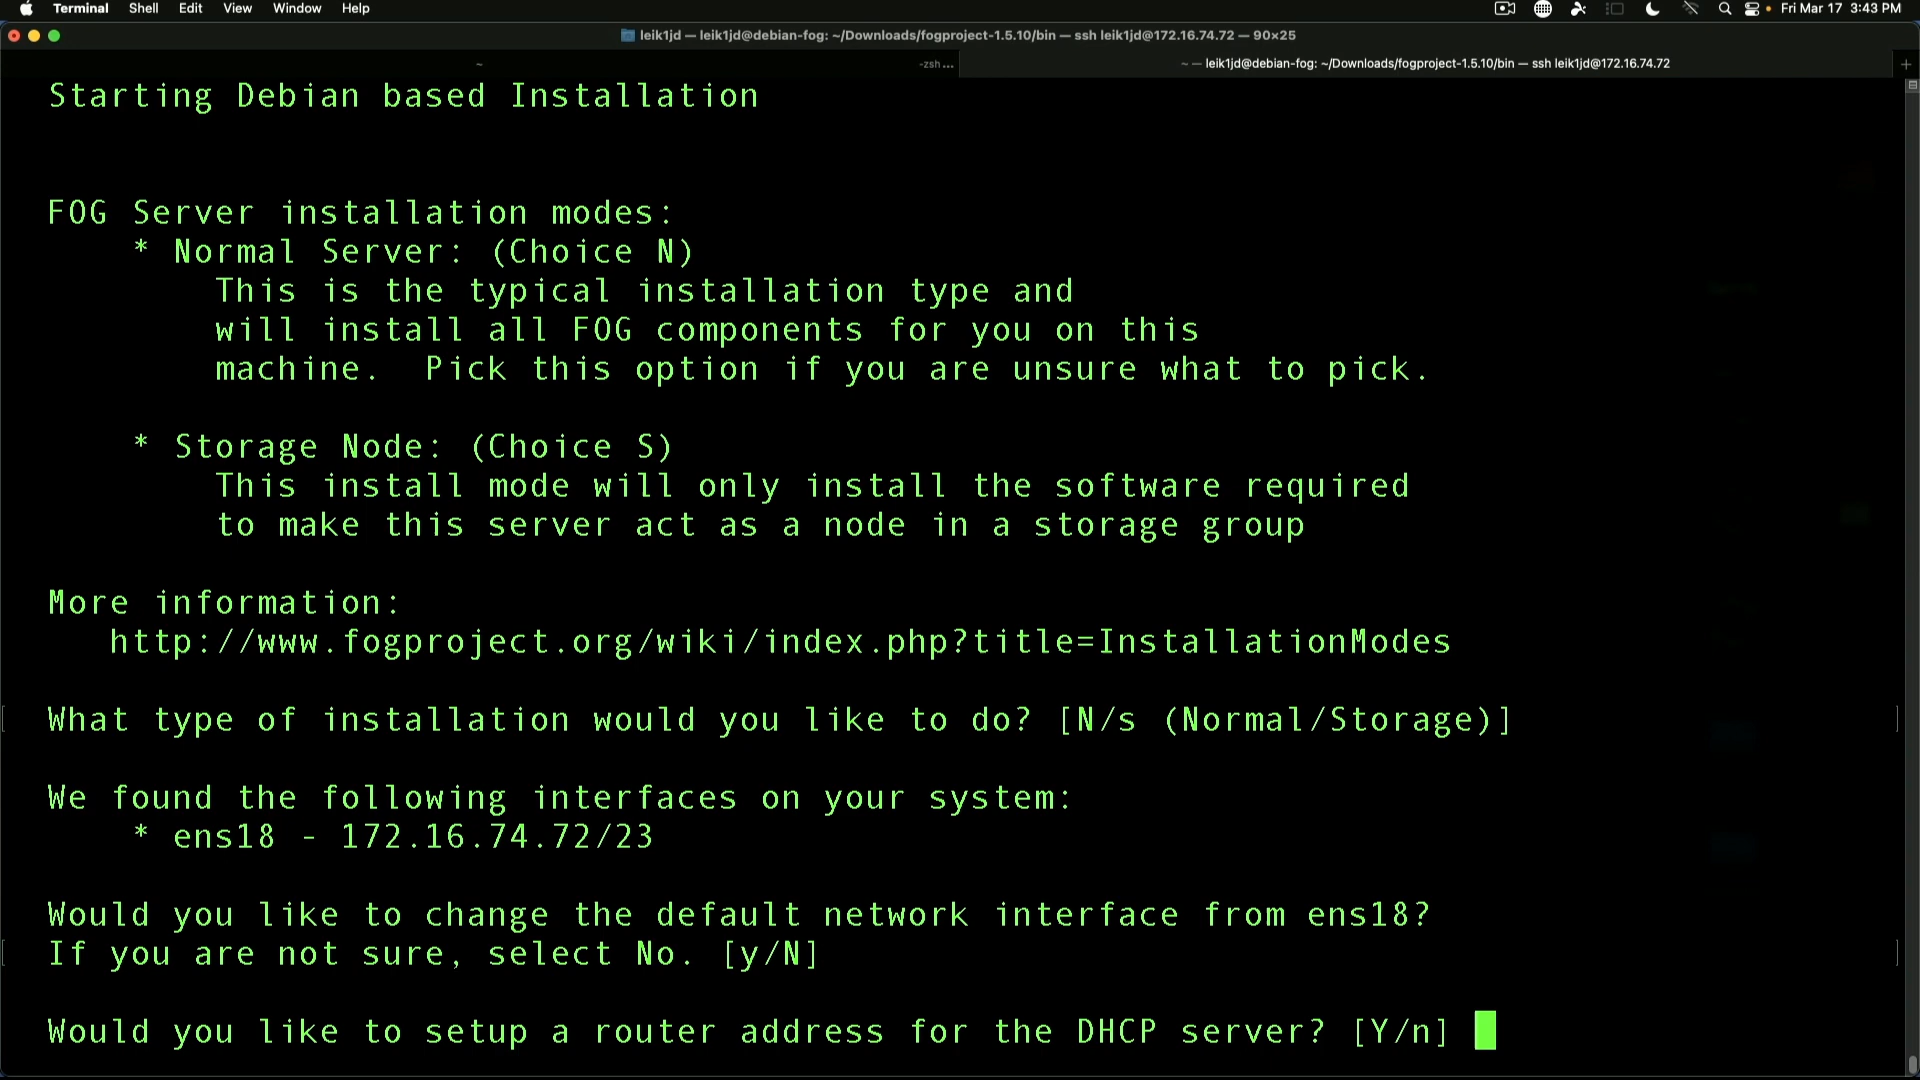 Terminal Shell Edit View Window Help Fri Mar 17 3:43 PM
leik1jd — leik1jd@debian-fog: ~/Downloads/fogproject-1.5.10/bin — ssh leik1jd@172.16.74.72 — 90×25
~ -zsh ... ~ — leik1jd@debian-fog: ~/Downloads/fogproject-1.5.10/bin — ssh leik1jd@172.16.74.72 +
Starting Debian based Installation
FOG Server installation modes:
* Normal Server: (Choice N)
This is the typical installation type and
will install all FOG components for you on this
machine.  Pick this option if you are unsure what to pick.
* Storage Node: (Choice S)
This install mode will only install the software required
to make this server act as a node in a storage group
More information:
http://www.fogproject.org/wiki/index.php?title=InstallationModes
What type of installation would you like to do? [N/s (Normal/Storage)]
We found the following interfaces on your system:
* ens18 - 172.16.74.72/23
Would you like to change the default network interface from ens18?
If you are not sure, select No. [y/N]
Would you like to setup a router address for the DHCP server? [Y/n]